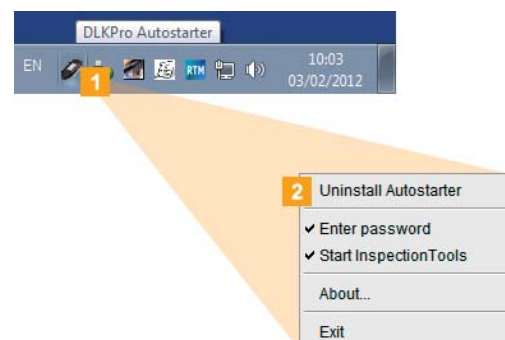 DLKPro Autostarter
EN
RTM
10:03
03/02/2012
1
2
Uninstall Autostarter
Enter password
Start InspectionTools
About...
Exit